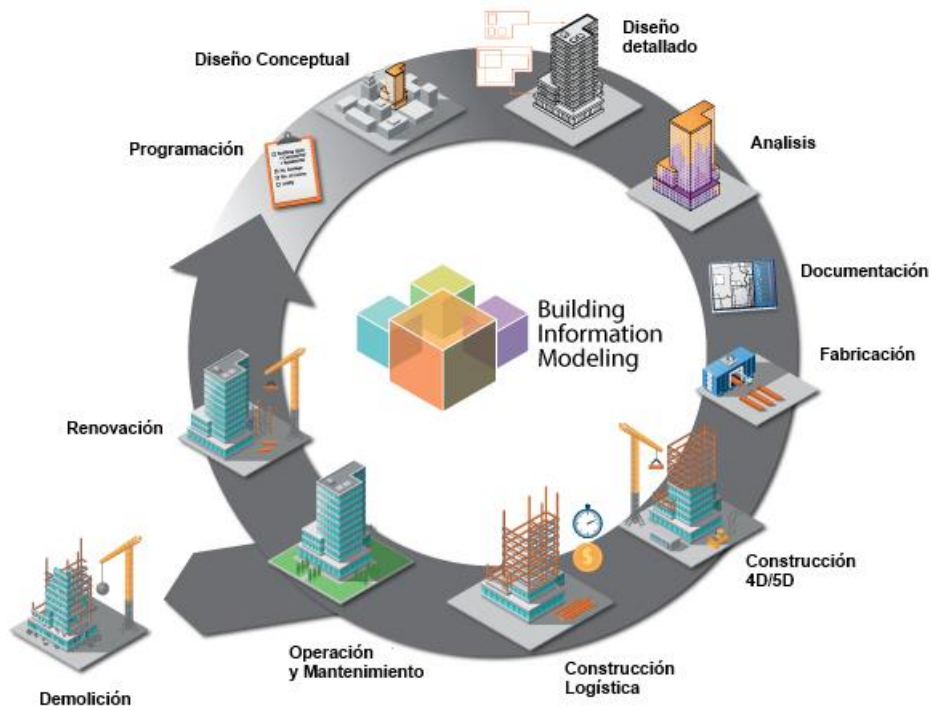 Diseño
detallado
Diseño Conceptual
Programación
Analisis
Documentación
Fabricación
Building
Information
Modeling
Renovación
Construcción
4D/5D
Operación
y Mantenimiento
Construcción
Logística
Demolición
$